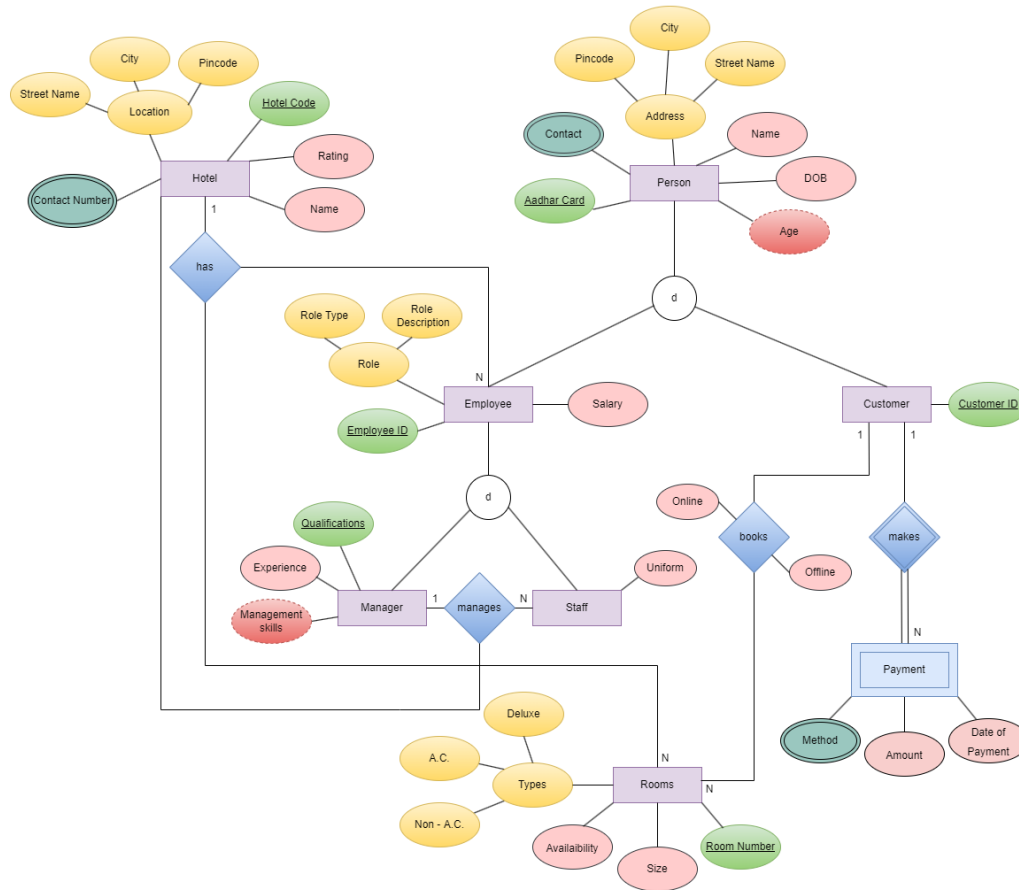 City
City
Pincode
Pincode
Street Name
Street Name
Hotel Code
Location
Address
Contact
Name
Rating
Hotel
Person
DOB
Contact Number
Aadhar Card
Name
1
Age
has
d
Role Type
Role
Description
Role
N
Employee
Salary
Customer
Customer ID
Employee ID
1
1
d
Online
Qualifications
books
makes
Experience
Uniform
Offline
Manager
1
manages
N
Staff
Management
skills
N
Payment
Deluxe
Method
Amount
Date of
Payment
A.C.
N
Types
Rooms
N
Non - A.C.
Availaibility
Size
Room Number